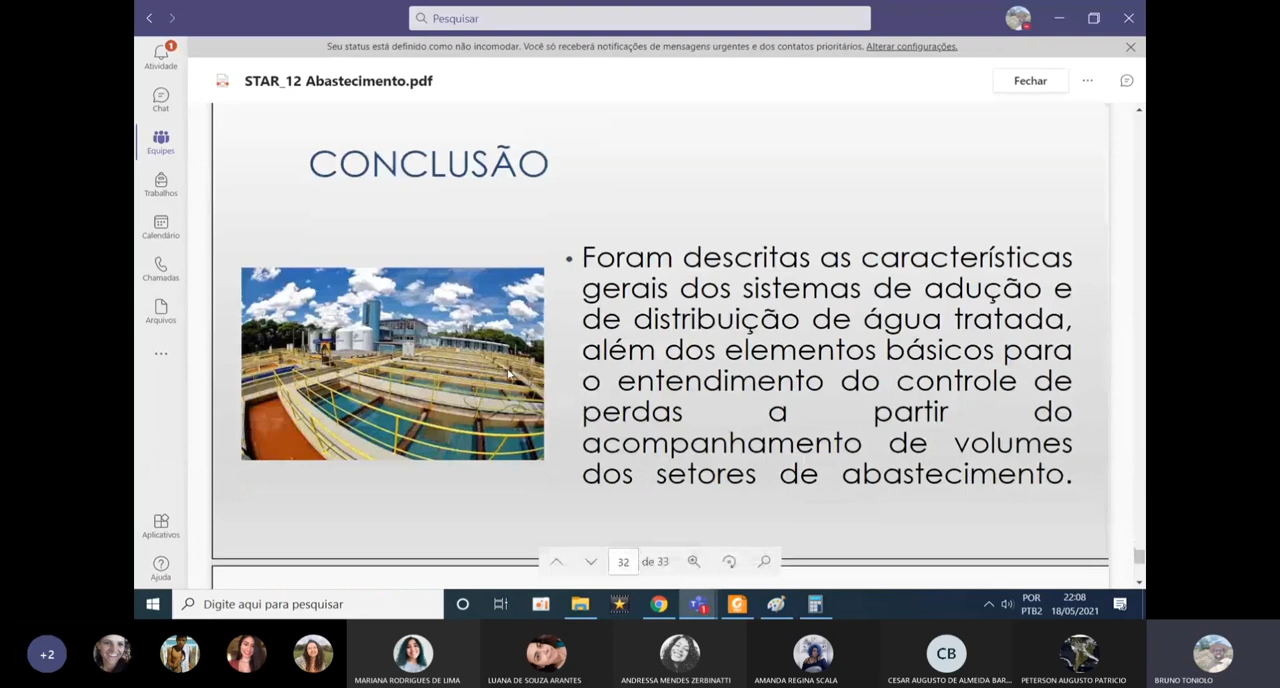 Pesquisar
Seu status está definido como não incomodar. Você só receberá notificações de mensagens urgentes e dos contatos prioritários. Alterar configurações.
1
Atividade
Chat
Equipes
Trabalhos
Calendário
Chamadas
Arquivos
Aplicativos
Ajuda
STAR_12 Abastecimento.pdf
Fechar
CONCLUSÃO
• Foram descritas as características
gerais dos sistemas de adução e
de distribuição de água tratada,
além dos elementos básicos para
o entendimento do controle de
perdas a partir do
acompanhamento de volumes
dos setores de abastecimento.
32 de 33
Digite aqui para pesquisar
POR
PTB2
22:08
18/05/2021
+2
MARIANA RODRIGUES DE LIMA
LUANA DE SOUZA ARANTES
ANDRESSA MENDES ZERBINATTI
AMANDA REGINA SCALA
CB
CESAR AUGUSTO DE ALMEIDA BAR...
PETERSON AUGUSTO PATRICIO
BRUNO TONIOLO